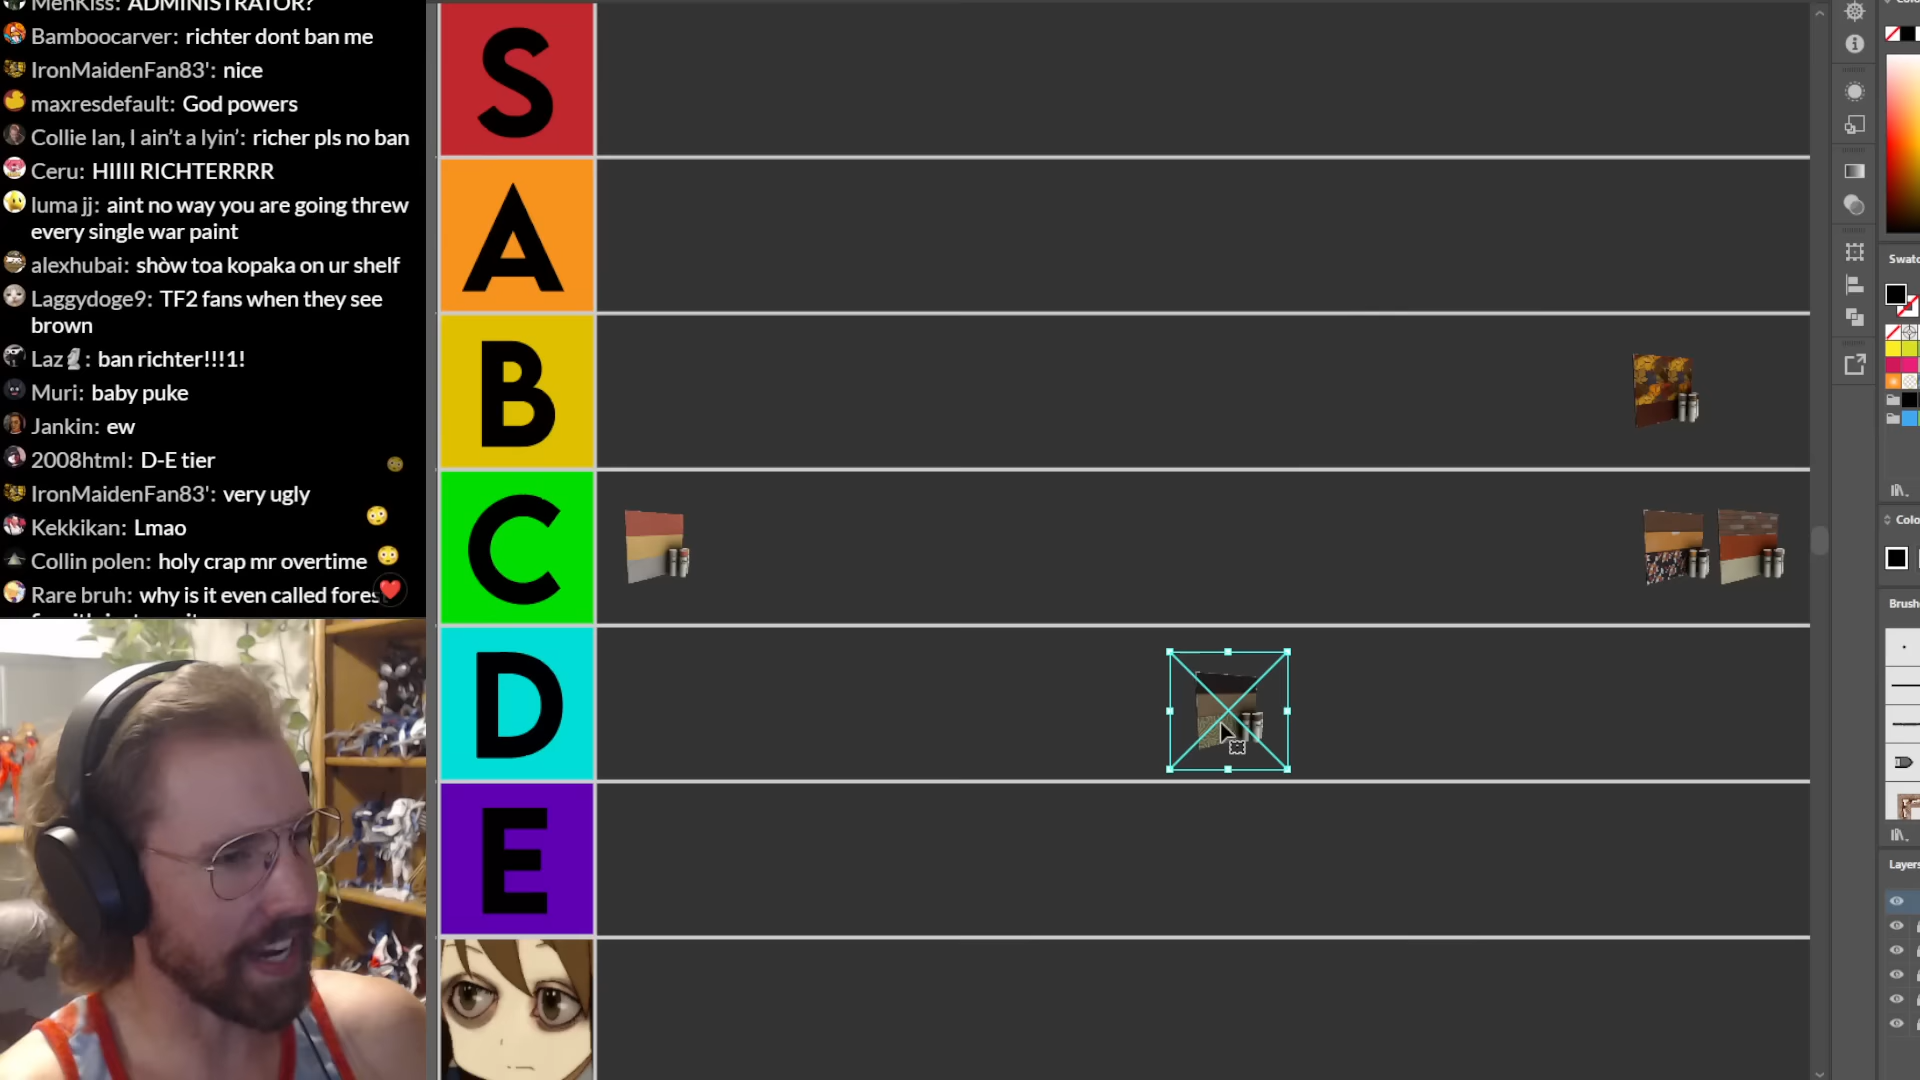 MenKiss: ADMINISTRATOR?
Bamboocarver: richter dont ban me
IronMaidenFan83': nice
maxresdefault: God powers
Collie Ian, I ain't a lyin': richer pls no ban
Ceru: HIIII RICHTERRRR
luma jj: aint no way you are going threw
every single war paint
alexhubai: shòw toa kopaka on ur shelf
Laggydoge9: TF2 fans when they see
brown
Laz🗿: ban richter!!!1!
Muri: baby puke
Jankin: ew
2008html: D-E tier
IronMaidenFan83': very ugly
Kekkikan: Lmao
Collin polen: holy crap mr overtime
Rare bruh: why is it even called fores
S
A
B
C
D
E
Swatc
Colo
Brush
Layers